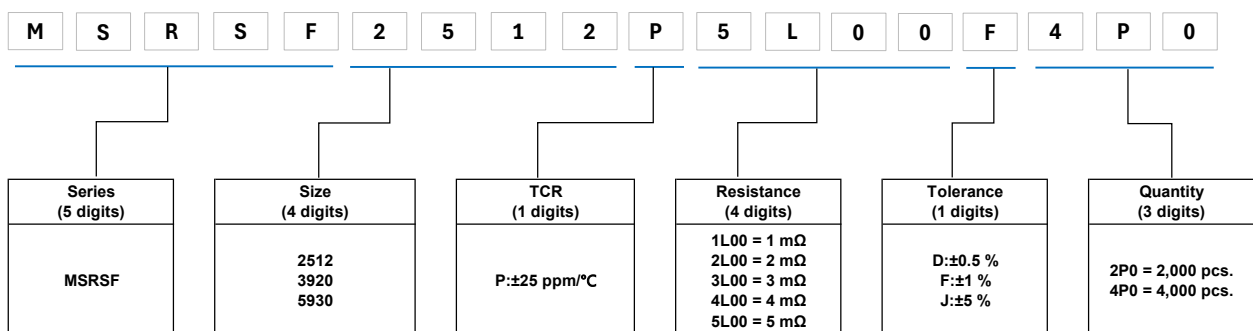 M S R S F 2 5 1 2 P 5 L 0 0 F 4 P 0
Series
(5 digits)
MSRSF
Size
(4 digits)
2512
3920
5930
TCR
(1 digits)
P:±25 ppm/℃
Resistance
(4 digits)
1L00 = 1 mΩ
2L00 = 2 mΩ
3L00 = 3 mΩ
4L00 = 4 mΩ
5L00 = 5 mΩ
Tolerance
(1 digits)
D:±0.5 %
F:±1 %
J:±5 %
Quantity
(3 digits)
2P0 = 2,000 pcs.
4P0 = 4,000 pcs.